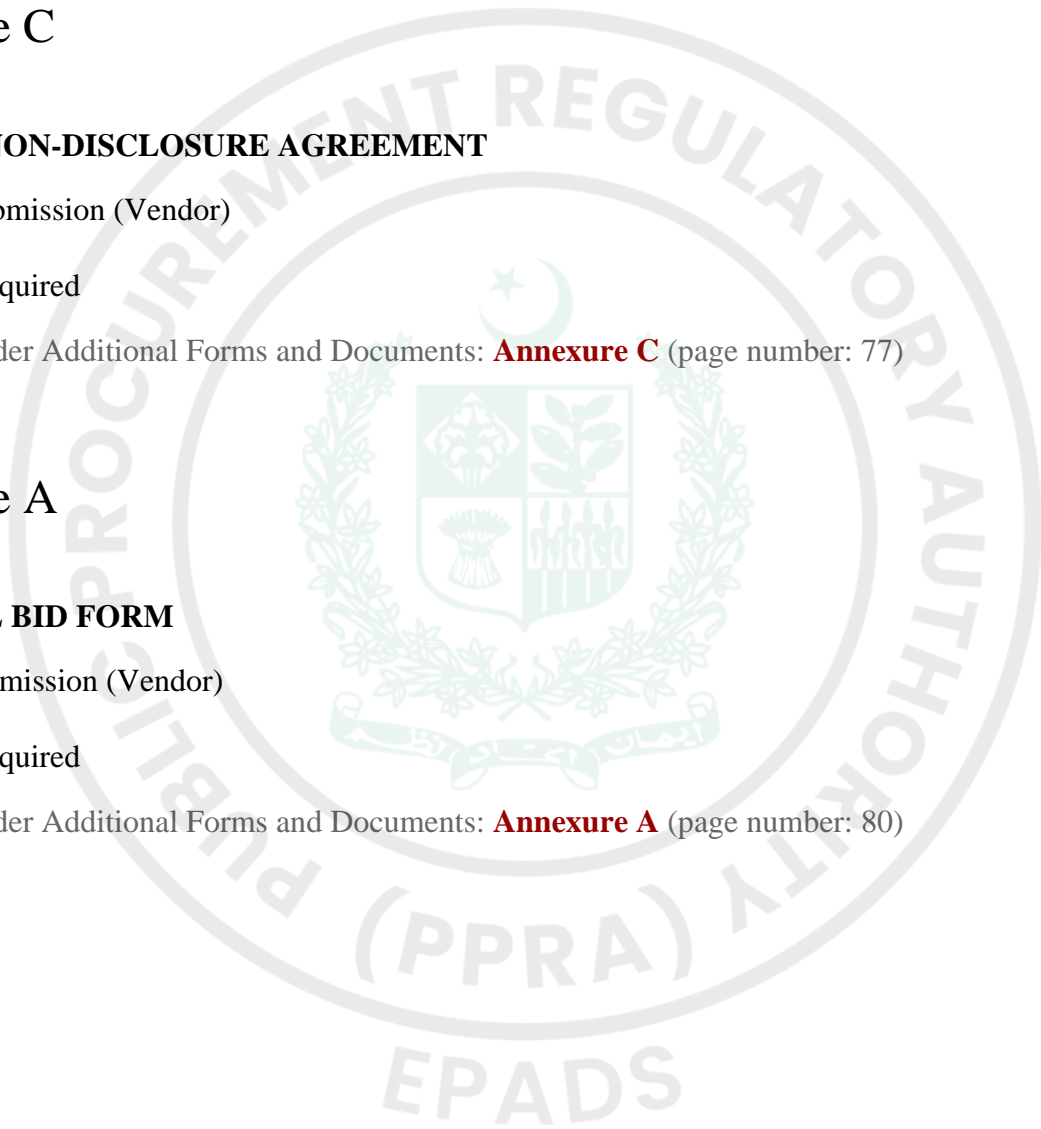 e C
NON-DISCLOSURE AGREEMENT
omission (Vendor)
quired
der Additional Forms and Documents: Annexure C (page number: 77)
e A
BID FORM
mission (Vendor)
quired
der Additional Forms and Documents: Annexure A (page number: 80)
PUBLIC PROCUREMENT REGULATORY AUTHORITY
(PPRA)
EPADS